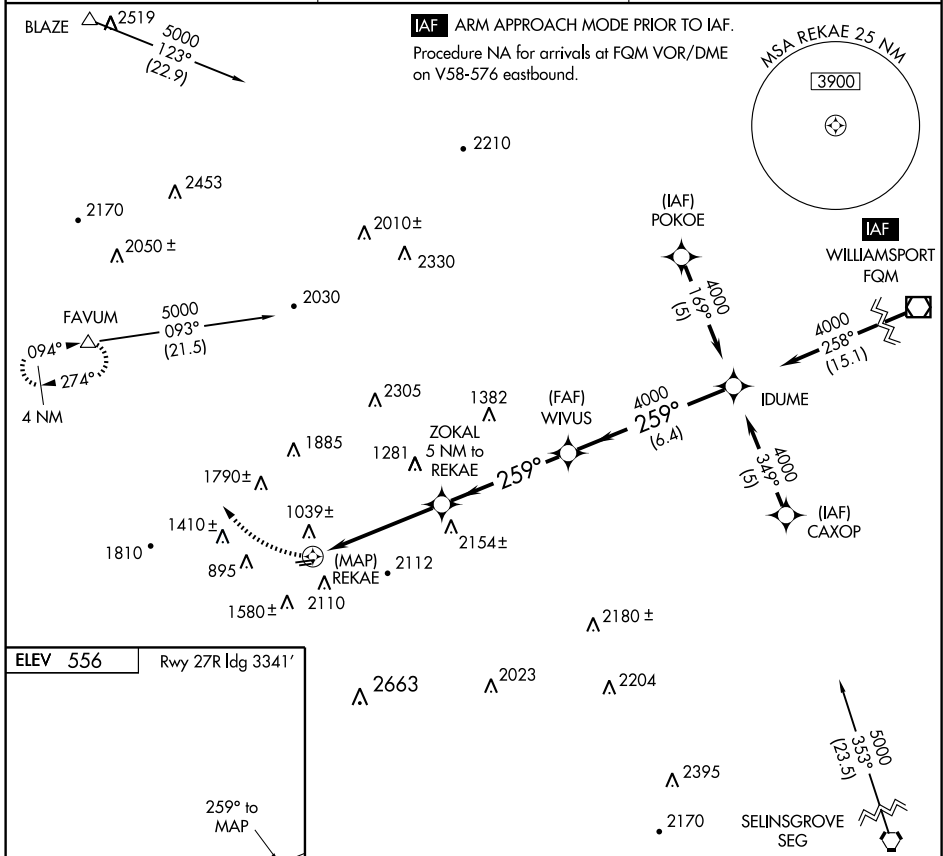 BLAZE
2519
5000
123°
(22.9)
IAF ARM APPROACH MODE PRIOR TO IAF.
Procedure NA for arrivals at FQM VOR/DME
on V58-576 eastbound.
MSA REKAE 25 NM
3900
2210
2453
2170
2050 ±
2010±
2330
(IAF)
POKOE
4000
169°
(5)
IAF
WILLIAMSPORT
FQM
4000
258°
(15.1)
FAVUM
5000
093°
(21.5)
2030
094°
274°
4 NM
2305
1382
(FAF)
WIVUS
4000
259°
(6.4)
IDUME
ZOKAL
5 NM to
REKAE
1281
259°
1885
1790±
4000
349°
(5)
(IAF)
CAXOP
1039±
1410±
1810
895
(MAP)
REKAE
2112
2154±
1580±
2110
2180 ±
ELEV 556
Rwy 27R ldg 3341'
2663
2023
2204
5000
353°
(23.5)
2395
2170
SELINSGROVE
SEG
259° to
MAP